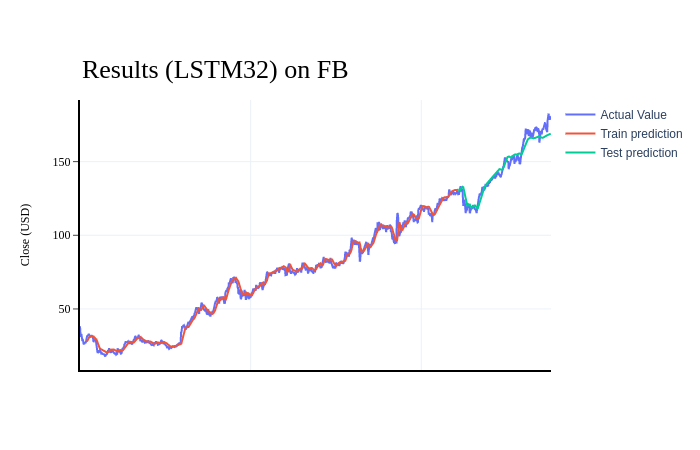 Results (LSTM32) on FB
Actual Value
Train prediction
Test prediction
Close (USD)
150
100
50